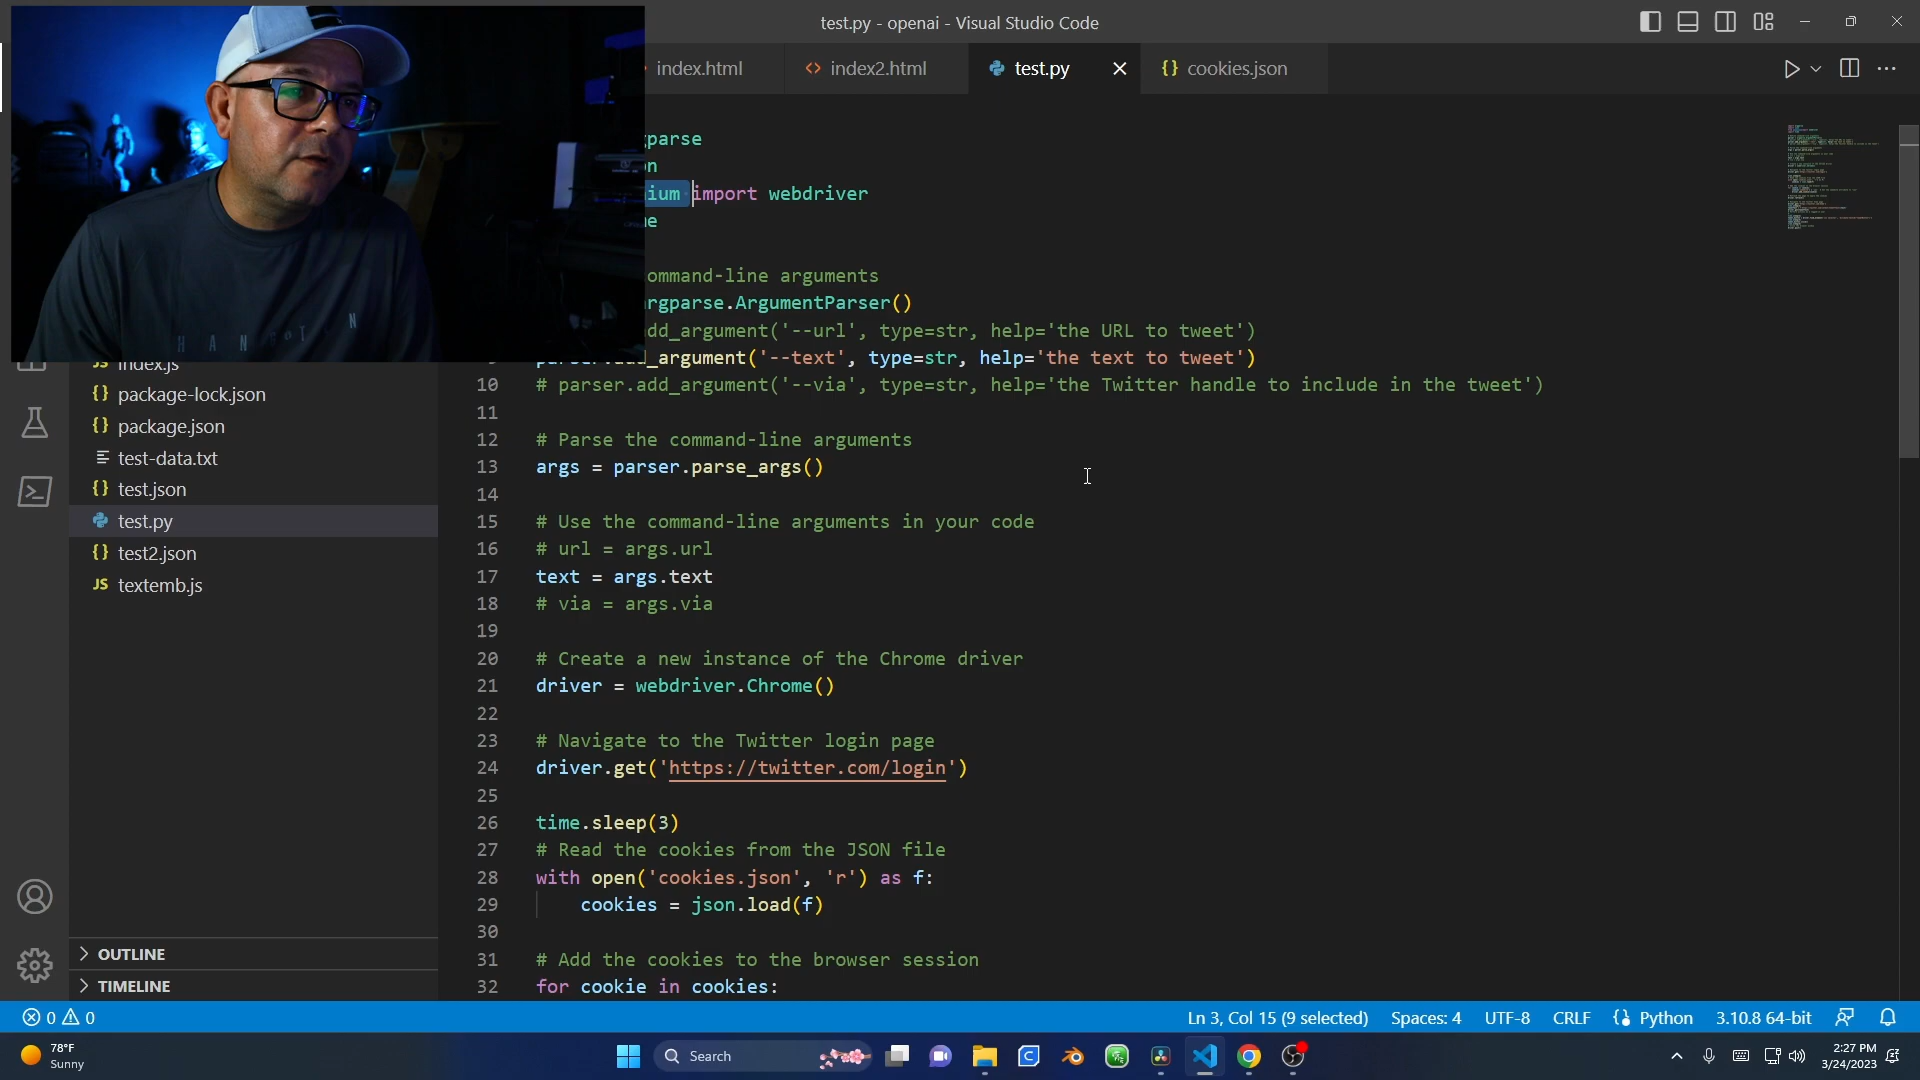 test.py - openai - Visual Studio Code
index.html
index2.html
test.py
cookies.json
import webdriver
ommand-line arguments
rgparse.ArgumentParser()
dd_argument('--url', type=str, help='the URL to tweet')
_argument('--text', type=str, help='the text to tweet')
10 # parser.add_argument('--via', type=str, help='the Twitter handle to include in the tweet')
11
12 # Parse the command-line arguments
13 args = parser.parse_args()
14
15 # Use the command-line arguments in your code
16 # url = args.url
17 text = args.text
18 # via = args.via
19
20 # Create a new instance of the Chrome driver
21 driver = webdriver.Chrome()
22
23 # Navigate to the Twitter login page
24 driver.get('https://twitter.com/login')
25
26 time.sleep(3)
27 # Read the cookies from the JSON file
28 with open('cookies.json', 'r') as f:
29 cookies = json.load(f)
30
31 # Add the cookies to the browser session
32 for cookie in cookies:
JS index.js
{} package-lock.json
{} package.json
test-data.txt
{} test.json
test.py
{} test2.json
JS textemb.js
OUTLINE
TIMELINE
0 0
Ln 3, Col 15 (9 selected) Spaces: 4 UTF-8 CRLF {} Python 3.10.8 64-bit
78°F
Sunny
Search
2:27 PM
3/24/2023